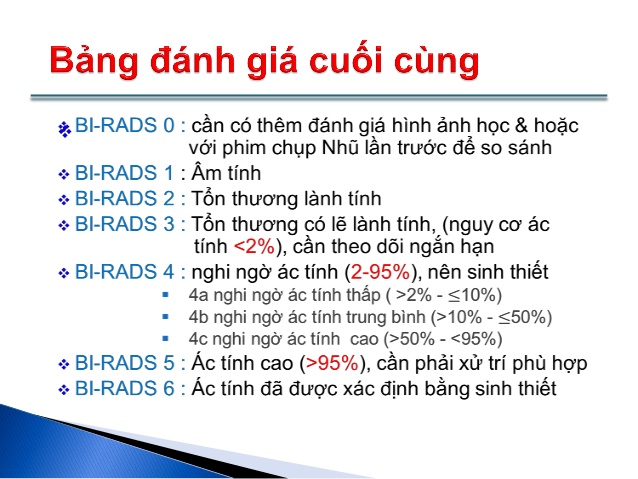 Bảng đánh giá cuối cùng
❖ BI-RADS 0 : cần có thêm đánh giá hình ảnh học & hoặc
với phim chụp Nhũ lần trước để so sánh
❖ BI-RADS 1 : Âm tính
❖ BI-RADS 2 : Tổn thương lành tính
❖ BI-RADS 3 : Tổn thương có lẽ lành tính, (nguy cơ ác
tính <2%), cần theo dõi ngắn hạn
❖ BI-RADS 4 : nghi ngờ ác tính (2-95%), nên sinh thiết
▪ 4a nghi ngờ ác tính thấp ( >2% - ≤10%)
▪ 4b nghi ngờ ác tính trung bình (>10% - ≤50%)
▪ 4c nghi ngờ ác tính cao (>50% - <95%)
❖ BI-RADS 5 : Ác tính cao (>95%), cần phải xử trí phù hợp
❖ BI-RADS 6 : Ác tính đã được xác định bằng sinh thiết